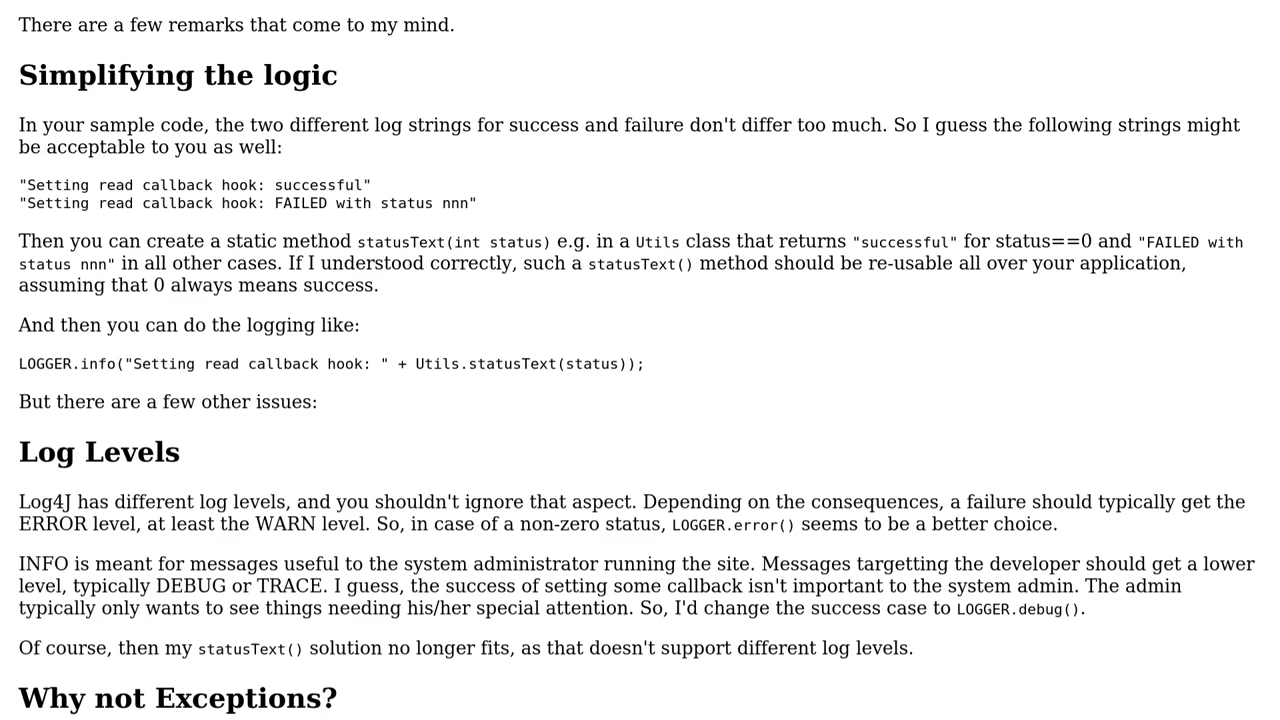 There are a few remarks that come to my mind.
Simplifying the logic
In your sample code, the two different log strings for success and failure don't differ too much. So I guess the following strings might
be acceptable to you as well:
"Setting read callback hook: successful"
"Setting read callback hook: FAILED with status nnn"
Then you can create a static method statusText(int status) e.g. in a Utils class that returns "successful" for status==0 and "FAILED with
status nnn" in all other cases. If I understood correctly, such a statusText() method should be re-usable all over your application,
assuming that 0 always means success.
And then you can do the logging like:
LOGGER.info("Setting read callback hook: " + Utils.statusText(status));
But there are a few other issues:
Log Levels
Log4J has different log levels, and you shouldn't ignore that aspect. Depending on the consequences, a failure should typically get the
ERROR level, at least the WARN level. So, in case of a non-zero status, LOGGER.error() seems to be a better choice.
INFO is meant for messages useful to the system administrator running the site. Messages targetting the developer should get a lower
level, typically DEBUG or TRACE. I guess, the success of setting some callback isn't important to the system admin. The admin
typically only wants to see things needing his/her special attention. So, I'd change the success case to LOGGER.debug().
Of course, then my statusText() solution no longer fits, as that doesn't support different log levels.
Why not Exceptions?